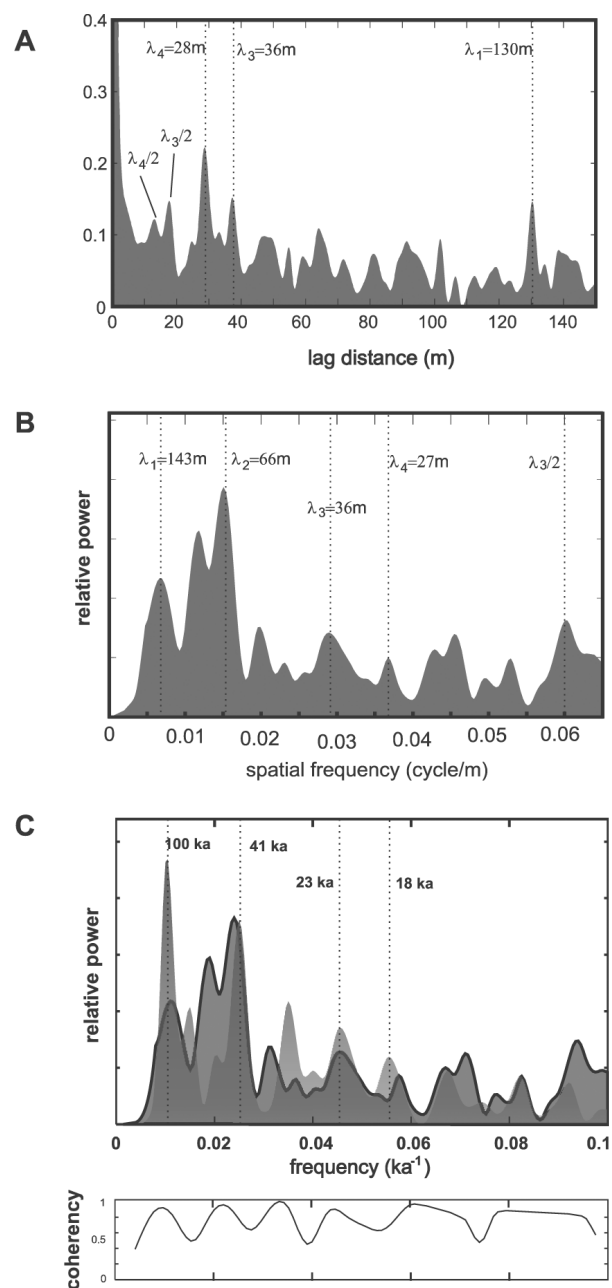 A
0.4
0.3
0.2
0.1
0
λ4=28m
λ3=36m
λ1=130m
λ3/2
λ4/2
0 20 40 60 80 100 120 140
lag distance (m)
B
relative power
λ1=143m
λ2=66m
λ3=36m
λ4=27m
λ3/2
0 0.01 0.02 0.03 0.04 0.05 0.06
spatial frequency (cycle/m)
C
relative power
100 ka
41 ka
23 ka
18 ka
0 0.02 0.04 0.06 0.08 0.1
frequency (ka-1)
coherency
1
0.5
0